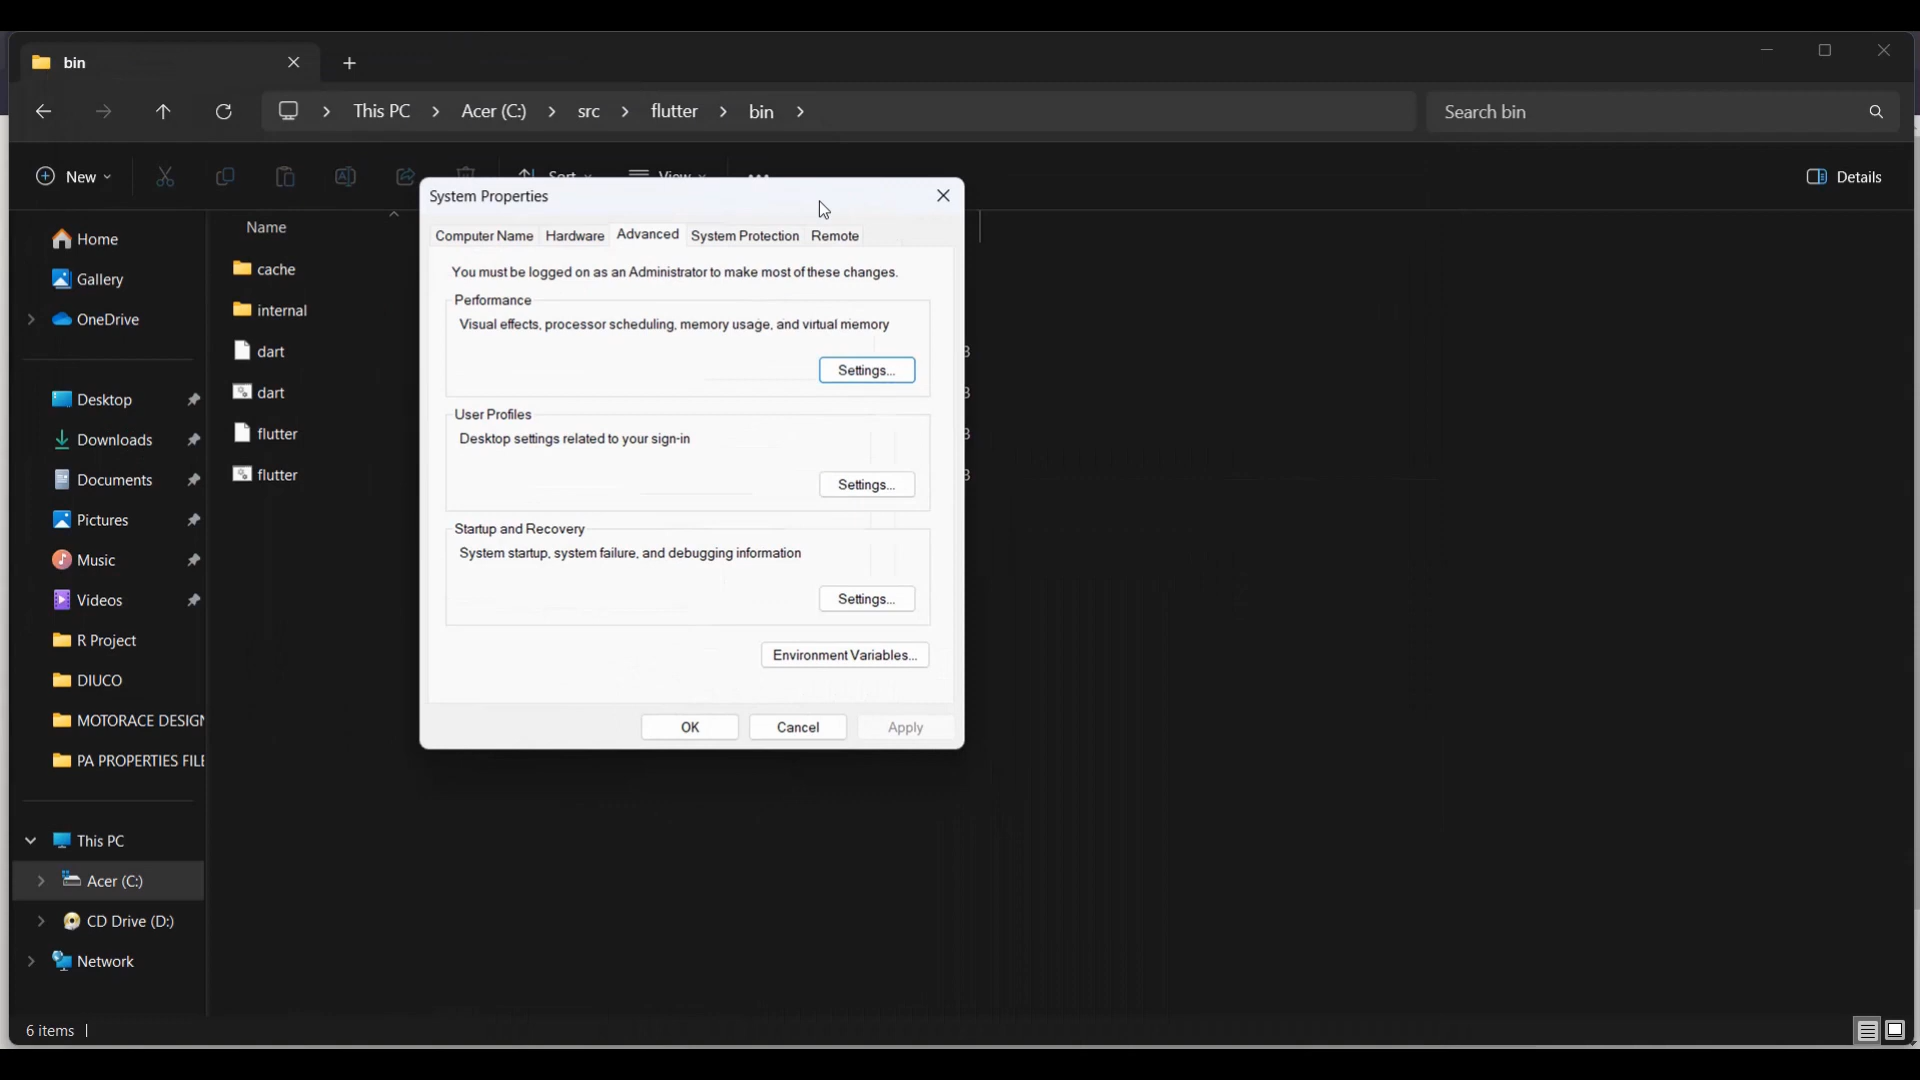 bin
This PC
Acer (C:)
src
flutter
bin
Search bin
New
Sort
View
Details
Home
Gallery
OneDrive
Desktop
Downloads
Documents
Pictures
Music
Videos
R Project
DIUCO
MOTORACE DESIGN
PA PROPERTIES FILE
This PC
Acer (C:)
CD Drive (D:)
Network
Name
cache
internal
dart
dart
flutter
flutter
System Properties
Computer Name
Hardware
Advanced
System Protection
Remote
You must be logged on as an Administrator to make most of these changes.
Performance
Visual effects, processor scheduling, memory usage, and virtual memory
Settings...
User Profiles
Desktop settings related to your sign-in
Settings...
Startup and Recovery
System startup, system failure, and debugging information
Settings...
Environment Variables...
OK
Cancel
Apply
6 items